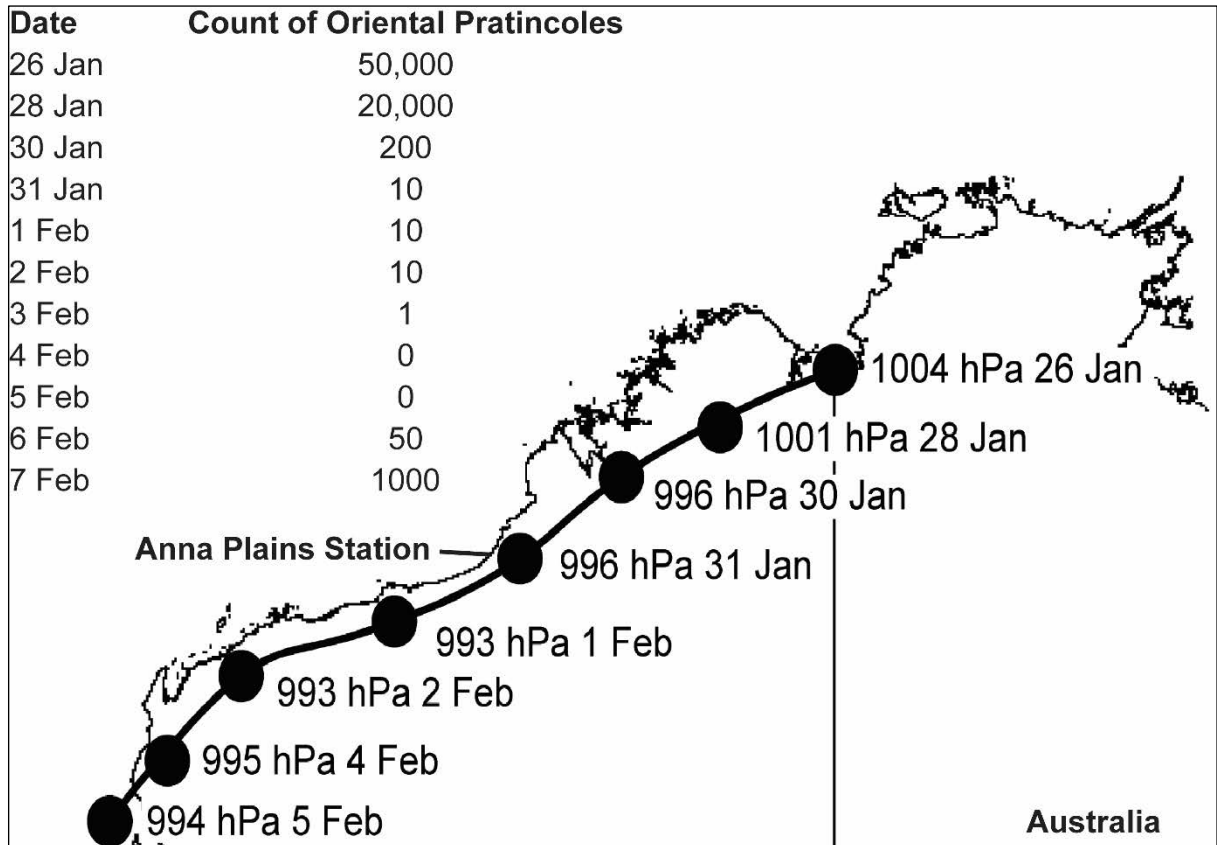 Date Count of Oriental Pratincoles
26 Jan 50,000
28 Jan 20,000
30 Jan 200
31 Jan 10
1 Feb 10
2 Feb 10
3 Feb 1
4 Feb 0
5 Feb 0
6 Feb 50
7 Feb 1000
1004 hPa 26 Jan
1001 hPa 28 Jan
996 hPa 30 Jan
Anna Plains Station
996 hPa 31 Jan
993 hPa 1 Feb
993 hPa 2 Feb
995 hPa 4 Feb
994 hPa 5 Feb
Australia